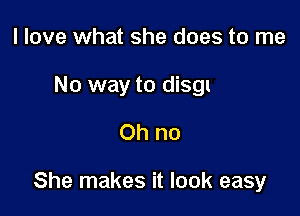 I love what she does to me
No way to disgu
Oh no
She makes it look easy